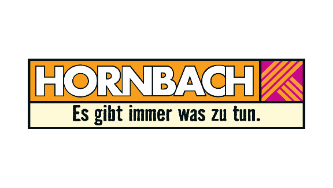 HORNBACH
Es gibt immer was zu tun.